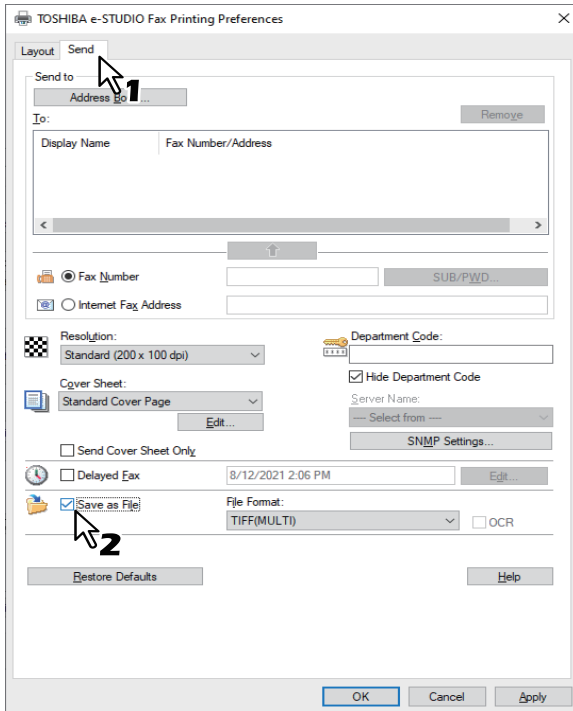 TOSHIBA e-STUDIO Fax Printing Preferences
Layout Send
1
Send to
Address Book...
To:
Remove
Display Name Fax Number/Address
Fax Number
SUB/PWD...
Internet Fax Address
Resolution:
Standard (200 x 100 dpi)
Department Code:
Hide Department Code
Cover Sheet:
Standard Cover Page
Server Name:
--- Select from ---
Edit...
SNMP Settings...
Send Cover Sheet Only
Delayed Fax
8/12/2021 2:06 PM
Edit...
Save as File
File Format:
TIFF(MULTI)
OCR
2
Restore Defaults
Help
OK Cancel Apply